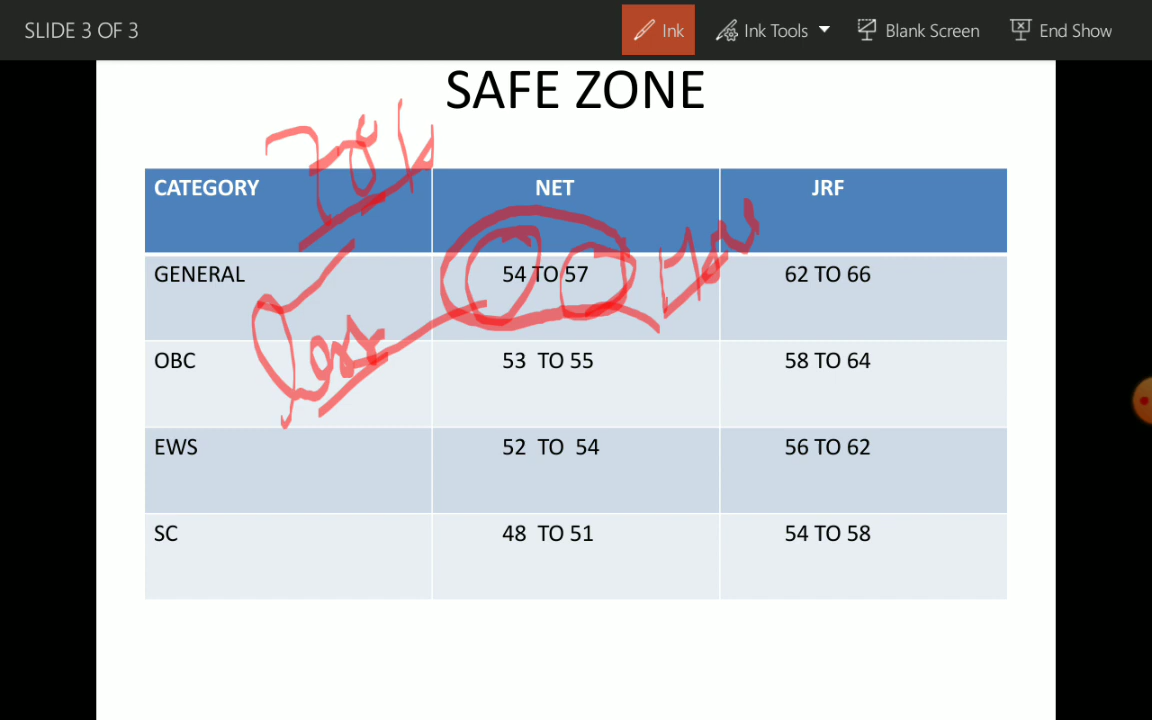 SLIDE 3 OF 3 Ink Ink Tools Blank Screen End Show
SAFE ZONE
CATEGORY NET JRF
GENERAL 54 TO 57 62 TO 66
OBC 53 TO 55 58 TO 64
EWS 52 TO 54 56 TO 62
SC 48 TO 51 54 TO 58